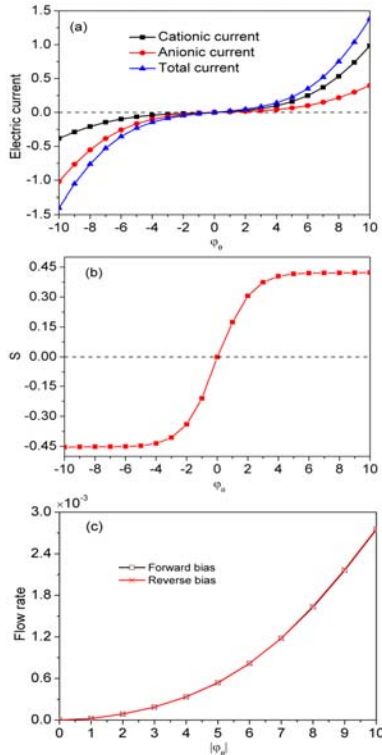 (a)
Cationic current
Anionic current
Total current
Electric current
1.5
1.0
0.5
0.0
-0.5
-1.0
-1.5
-10 -8 -6 -4 -2 0 2 4 6 8 10
φ₀
(b)
S
0.45
0.30
0.15
0.00
-0.15
-0.30
-0.45
-10 -8 -6 -4 -2 0 2 4 6 8 10
φ₀
×10⁻³
(c)
Forward bias
Reverse bias
Flow rate
3.0
2.4
1.8
1.2
0.6
0.0
0 1 2 3 4 5 6 7 8 9 10
|φ₀|